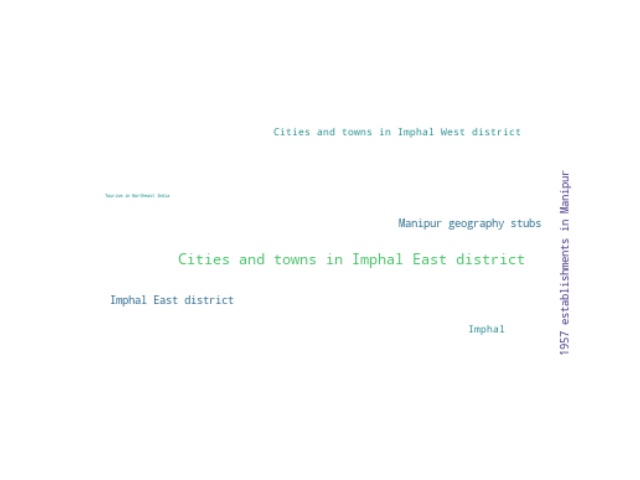 Cities and towns in Imphal West district
Tourism in Northeast India
Manipur geography stubs
Cities and towns in Imphal East district
Imphal East district
Imphal
1957 establishments in Manipur